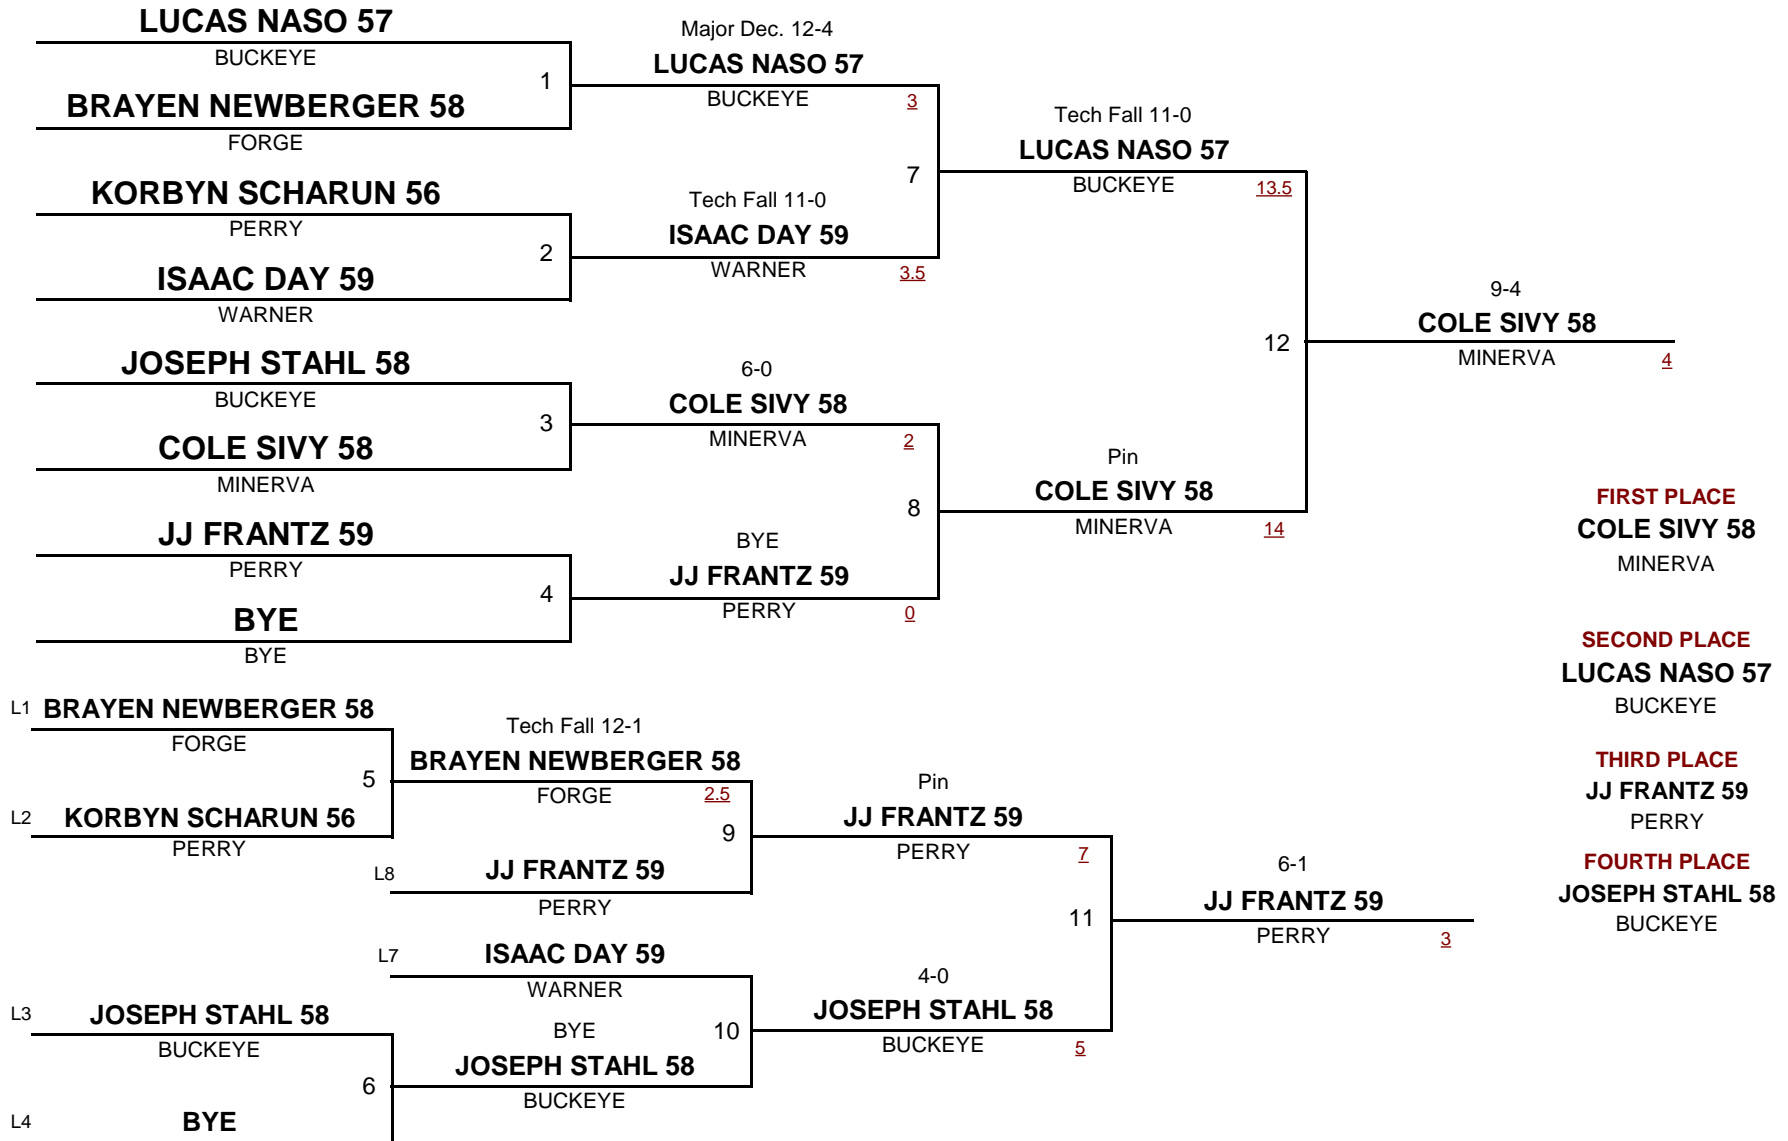 LUCAS NASO 57
BUCKEYE
1
BRAYEN NEWBERGER 58
FORGE
KORBYN SCHARUN 56
PERRY
2
ISAAC DAY 59
WARNER
JOSEPH STAHL 58
BUCKEYE
3
COLE SIVY 58
MINERVA
JJ FRANTZ 59
PERRY
4
BYE
BYE
Major Dec. 12-4
LUCAS NASO 57
BUCKEYE 3
7
Tech Fall 11-0
ISAAC DAY 59
WARNER 3.5
6-0
COLE SIVY 58
MINERVA 2
8
BYE
JJ FRANTZ 59
PERRY 0
Tech Fall 11-0
LUCAS NASO 57
BUCKEYE 13.5
12
Pin
COLE SIVY 58
MINERVA 14
9-4
COLE SIVY 58
MINERVA 4
FIRST PLACE
COLE SIVY 58
MINERVA
SECOND PLACE
LUCAS NASO 57
BUCKEYE
THIRD PLACE
JJ FRANTZ 59
PERRY
FOURTH PLACE
JOSEPH STAHL 58
BUCKEYE
L1 BRAYEN NEWBERGER 58
FORGE
5
L2 KORBYN SCHARUN 56
PERRY
Tech Fall 12-1
BRAYEN NEWBERGER 58
FORGE 2.5
9
L8 JJ FRANTZ 59
PERRY
L7 ISAAC DAY 59
WARNER
10
L3 JOSEPH STAHL 58
BUCKEYE
6
L4 BYE
BYE
JOSEPH STAHL 58
BUCKEYE
Pin
JJ FRANTZ 59
PERRY 7
11
4-0
JOSEPH STAHL 58
BUCKEYE 5
6-1
JJ FRANTZ 59
PERRY 3